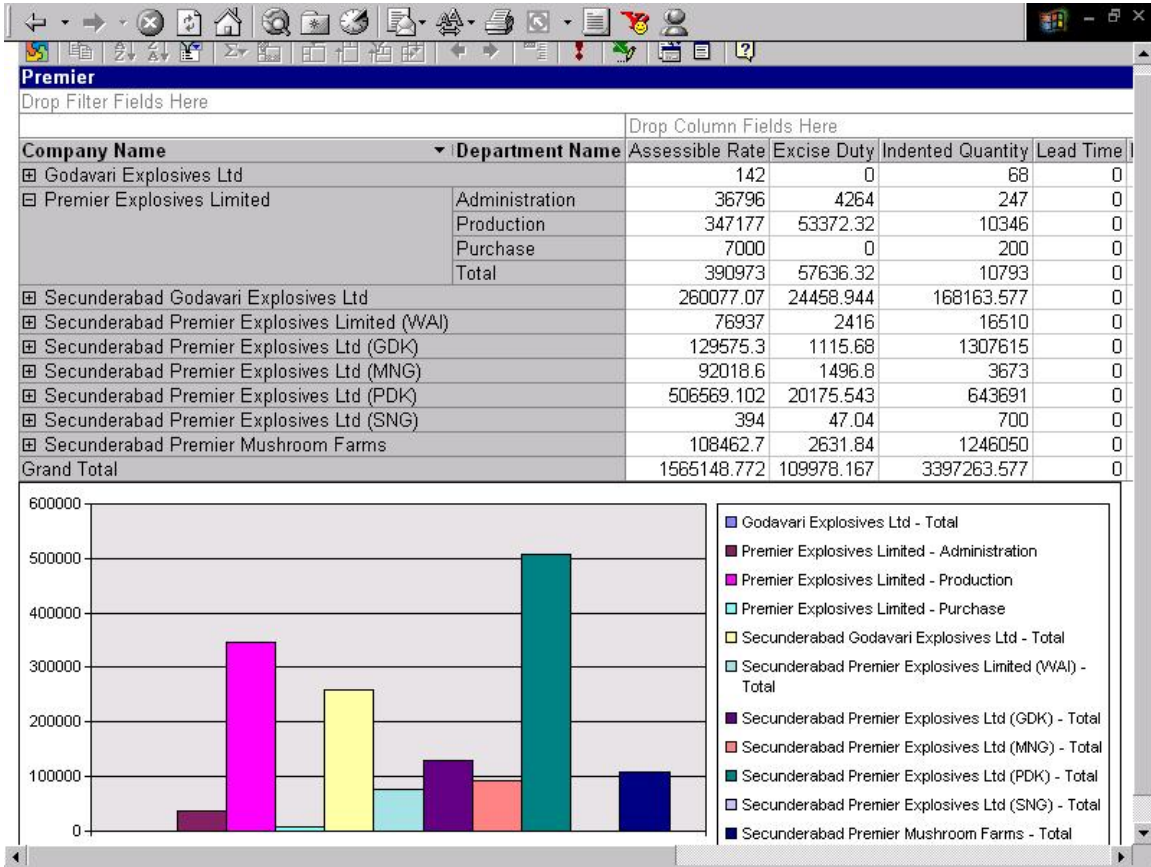 Premier
Drop Filter Fields Here
Drop Column Fields Here
Company Name Department Name Assessible Rate Excise Duty Indented Quantity Lead Time
Godavari Explosives Ltd 142 0 68 0
Premier Explosives Limited Administration 36796 4264 247 0
Production 347177 53372.32 10346 0
Purchase 7000 0 200 0
Total 390973 57636.32 10793 0
Secunderabad Godavari Explosives Ltd 260077.07 24458.944 168163.577 0
Secunderabad Premier Explosives Limited (WAI) 76937 2416 16510 0
Secunderabad Premier Explosives Ltd (GDK) 129575.3 1115.68 1307615 0
Secunderabad Premier Explosives Ltd (MNG) 92018.6 1496.8 3673 0
Secunderabad Premier Explosives Ltd (PDK) 506569.102 20175.543 643691 0
Secunderabad Premier Explosives Ltd (SNG) 394 47.04 700 0
Secunderabad Premier Mushroom Farms 108462.7 2631.84 1246050 0
Grand Total 1565148.772 109978.167 3397263.577 0
600000
500000
400000
300000
200000
100000
0
Godavari Explosives Ltd - Total
Premier Explosives Limited - Administration
Premier Explosives Limited - Production
Premier Explosives Limited - Purchase
Secunderabad Godavari Explosives Ltd - Total
Secunderabad Premier Explosives Limited (WAI) -
Total
Secunderabad Premier Explosives Ltd (GDK) - Total
Secunderabad Premier Explosives Ltd (MNG) - Total
Secunderabad Premier Explosives Ltd (PDK) - Total
Secunderabad Premier Explosives Ltd (SNG) - Total
Secunderabad Premier Mushroom Farms - Total